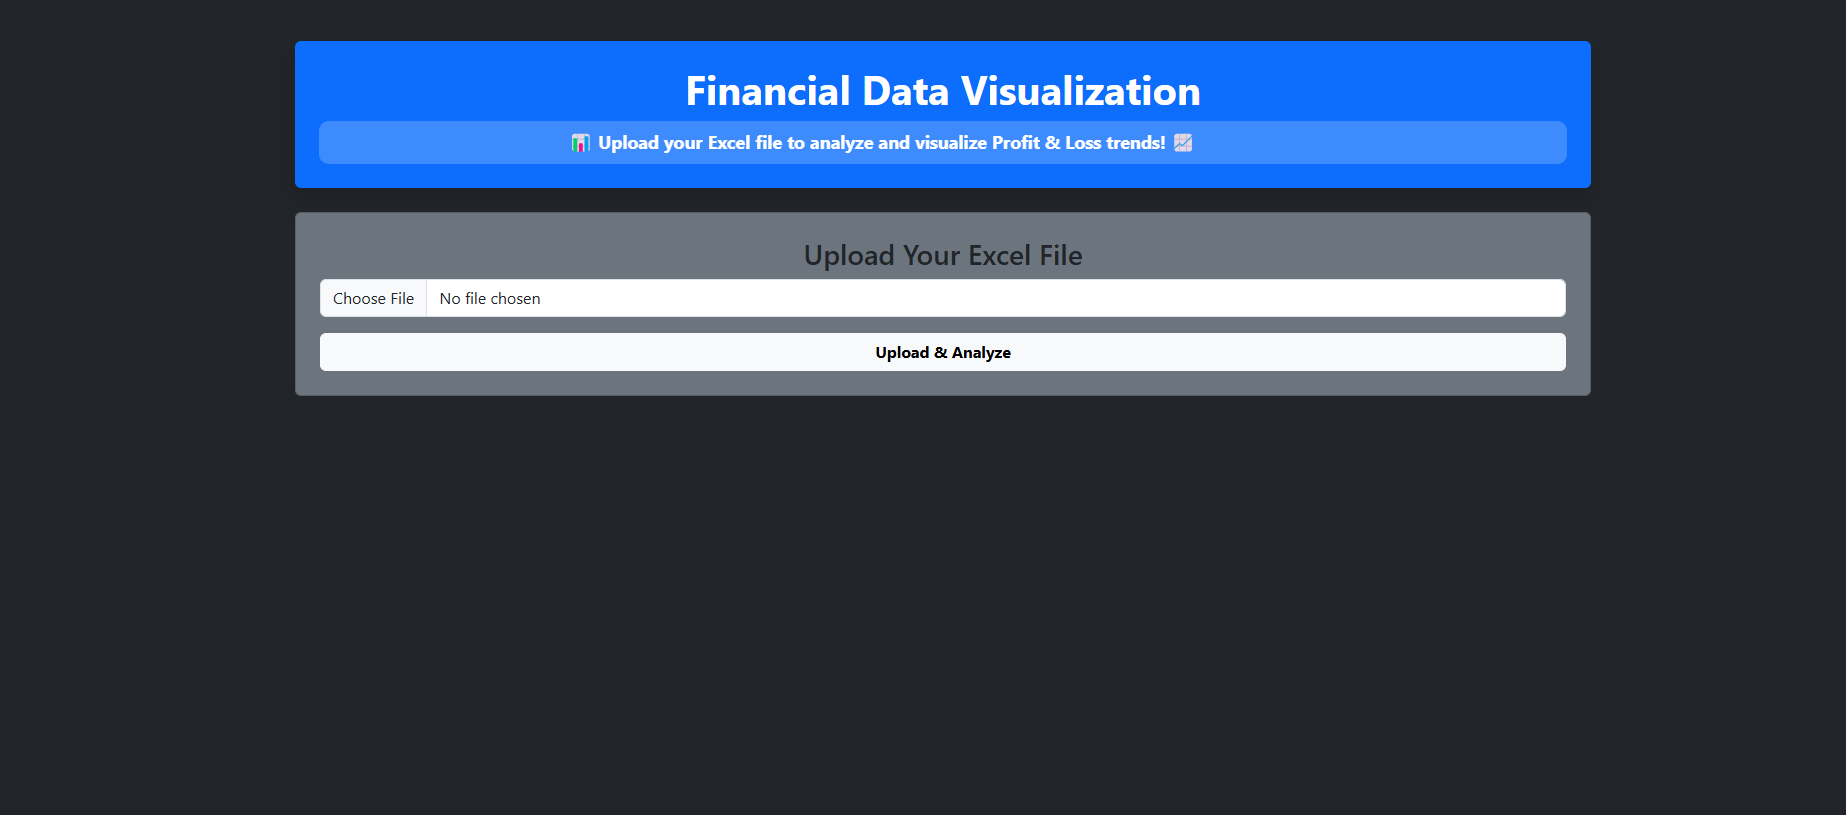 Financial Data Visualization
📊 Upload your Excel file to analyze and visualize Profit & Loss trends! 📈
Upload Your Excel File
Choose File No file chosen
Upload & Analyze